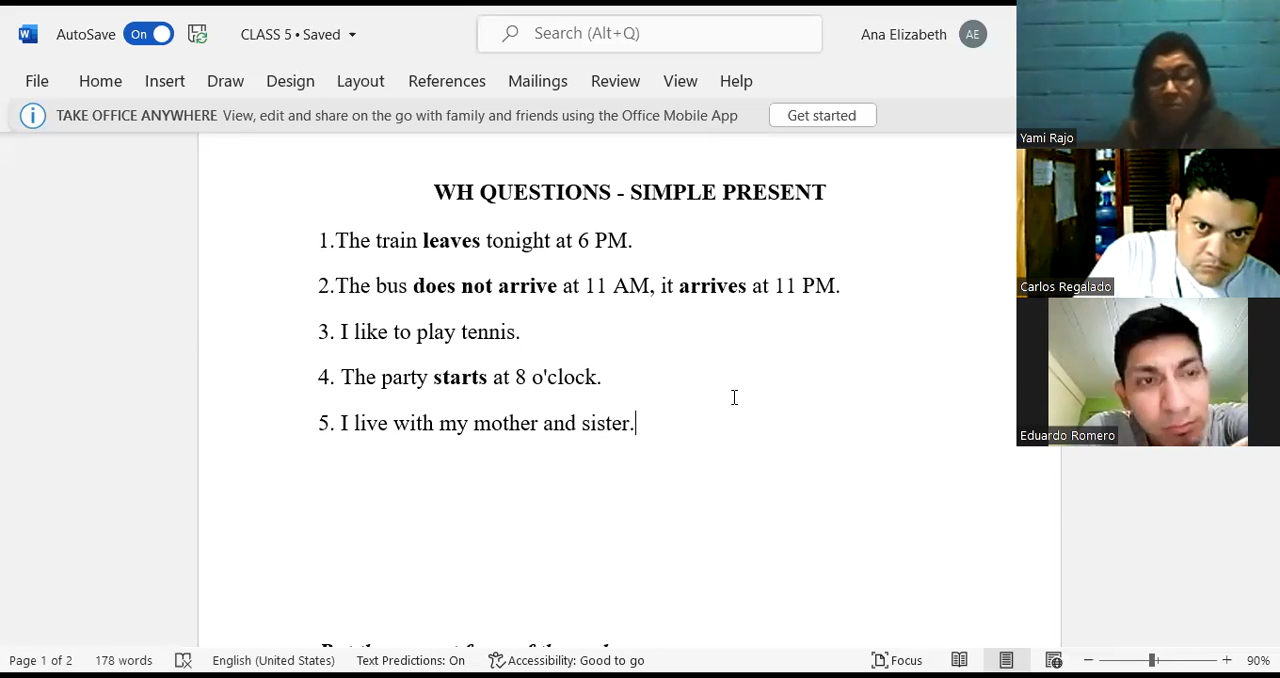 AutoSave On CLASS 5 • Saved Search (Alt+Q) Ana Elizabeth AE
File Home Insert Draw Design Layout References Mailings Review View Help
TAKE OFFICE ANYWHERE View, edit and share on the go with family and friends using the Office Mobile App Get started
WH QUESTIONS - SIMPLE PRESENT
1.The train leaves tonight at 6 PM.
2.The bus does not arrive at 11 AM, it arrives at 11 PM.
3. I like to play tennis.
4. The party starts at 8 o'clock.
5. I live with my mother and sister.
Yami Rajo
Carlos Regalado
Eduardo Romero
Page 1 of 2 178 words English (United States) Text Predictions: On Accessibility: Good to go Focus 90%